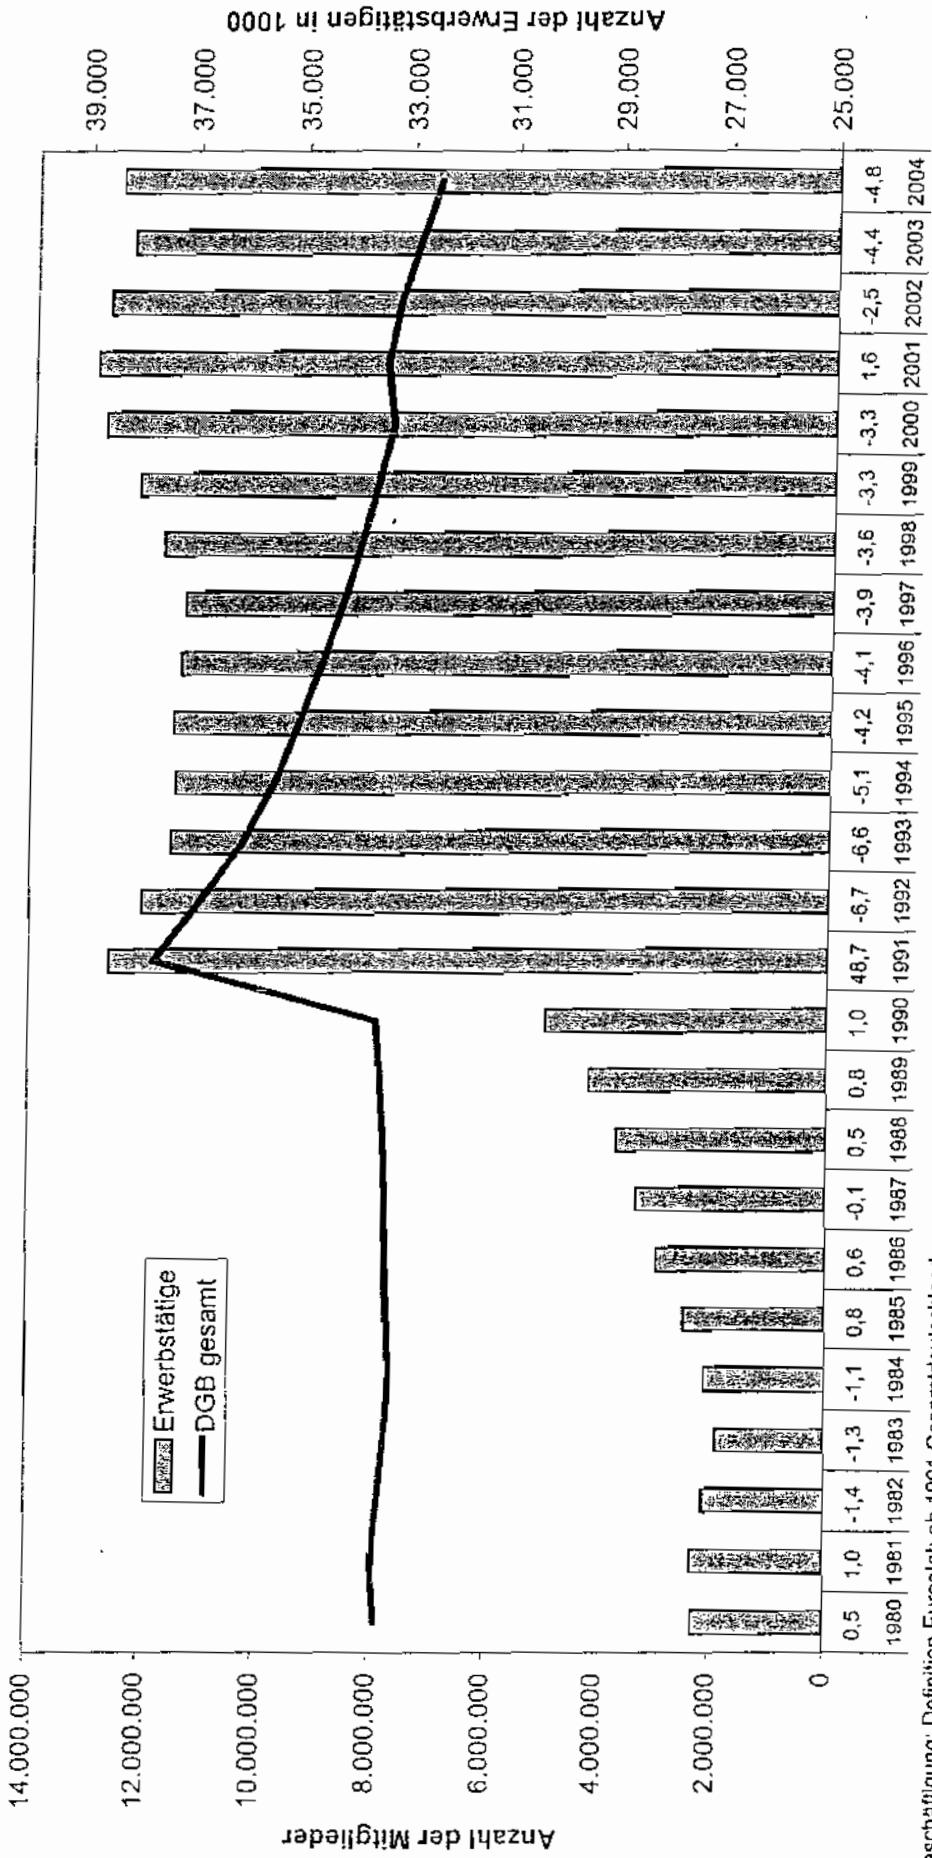 Erwerbstätige
DGB gesamt
Anzahl der Mitglieder
14.000.000
12.000.000
10.000.000
8.000.000
6.000.000
4.000.000
2.000.000
0
Anzahl der Erwerbstätigen in 1000
39.000
37.000
35.000
33.000
31.000
29.000
27.000
25.000
0,5 1,0 -1,4 -1,3 -1,1 0,8 0,6 -0,1 0,5 0,8 1,0 48,7 -6,7 -6,6 -5,1 -4,2 -4,1 -3,9 -3,6 -3,3 -3,3 1,6 -2,5 -4,4 -4,8
1980 1981 1982 1983 1984 1985 1986 1987 1988 1989 1990 1991 1992 1993 1994 1995 1996 1997 1998 1999 2000 2001 2002 2003 2004
Definition